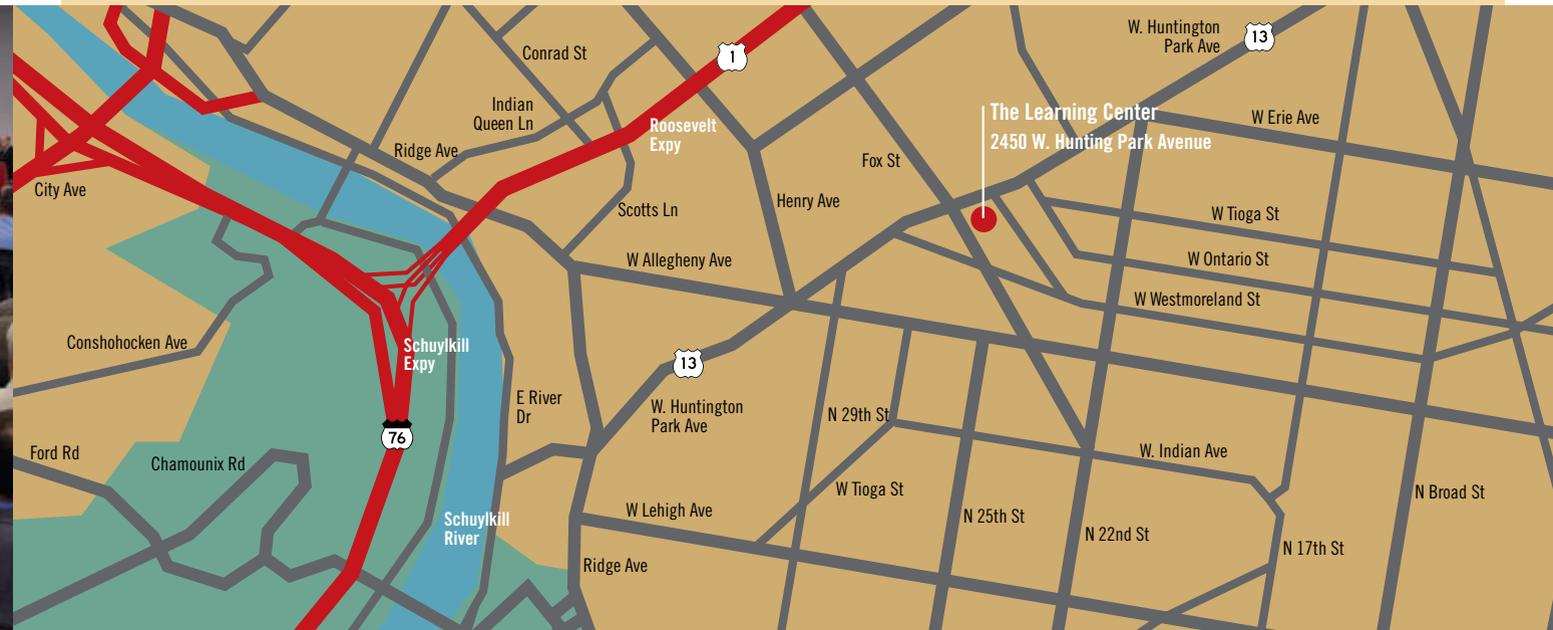 W. Huntington
Park Ave
13
Conrad St
1
Indian
Queen Ln
The Learning Center
2450 W. Hunting Park Avenue
W. Erie Ave
Roosevelt
Expy
Ridge Ave
Fox St
City Ave
Scotts Ln
Henry Ave
W Tioga St
W Allegheny Ave
W Ontario St
W Westmoreland St
Conshohocken Ave
Schuylkill
Expy
13
E River
Dr
W. Huntington
Park Ave
N 29th St
76
Ford Rd
Chamounix Rd
W. Indian Ave
W Tioga St
N Broad St
W Lehigh Ave
N 25th St
Schuylkill
River
N 22nd St
N 17th St
Ridge Ave